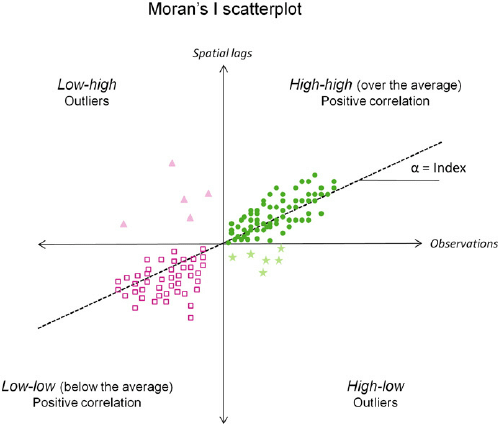 Moran's I scatterplot
Spatial lags
Low-high
Outliers
High-high (over the average)
Positive correlation
α = Index
Observations
Low-low (below the average)
Positive correlation
High-low
Outliers